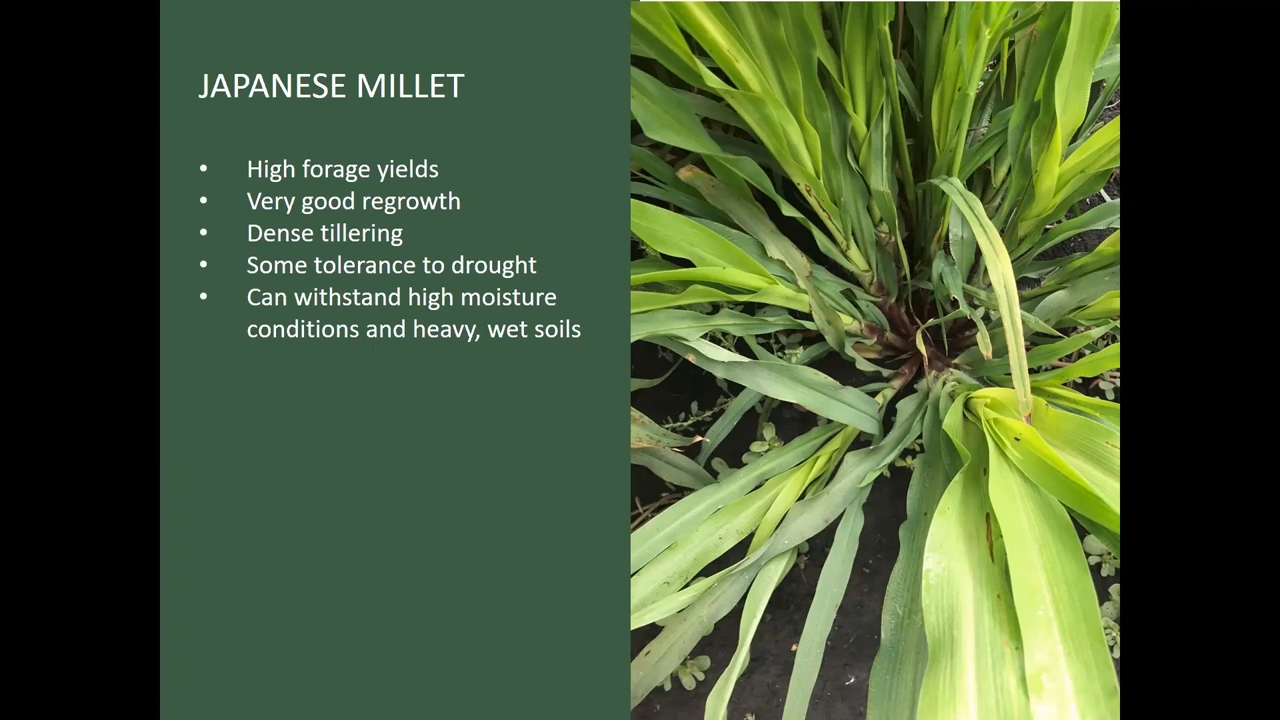 JAPANESE MILLET
• High forage yields
• Very good regrowth
• Dense tillering
• Some tolerance to drought
• Can withstand high moisture
conditions and heavy, wet soils